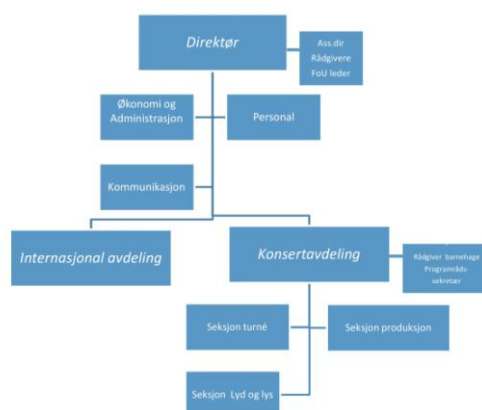 Direktør
Ass.dir
Rådgivere
FoU leder
Økonomi og
Administrasjon
Personal
Kommunikasjon
Internasjonal avdeling
Konsertavdeling
Rådgiver barnehage
Programråds-
sekretær
Seksjon turné
Seksjon produksjon
Seksjon Lyd og lys